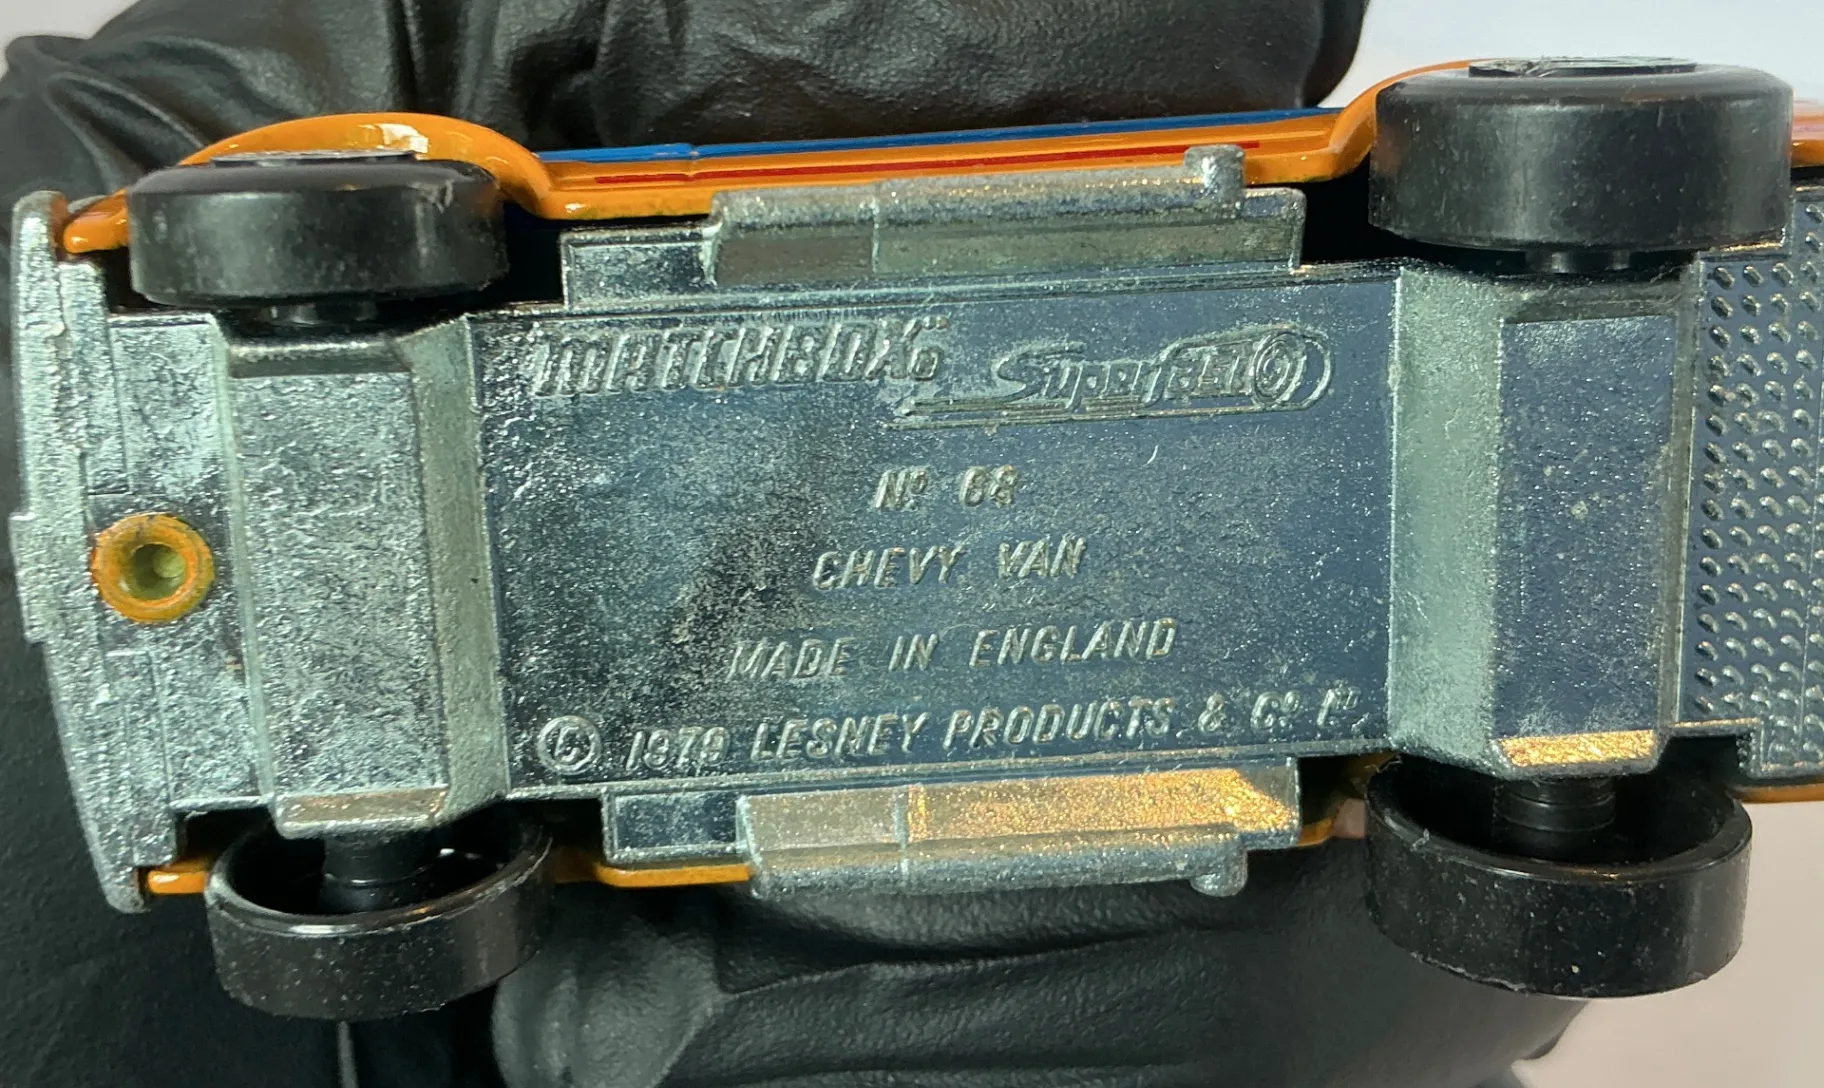 "MATCHBOX" Superfast
Nº 68
CHEVY VAN
MADE IN ENGLAND
© 1979 LESNEY PRODUCTS & Cº Lᵀᴰ